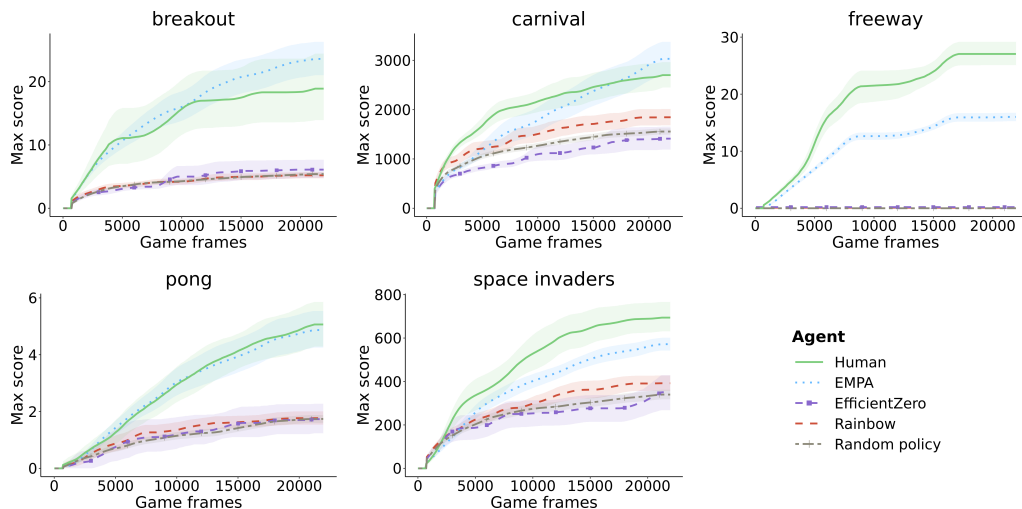 breakout
Max score
20
10
0
0 5000 10000 15000 20000
Game frames
carnival
Max score
3000
2000
1000
0
0 5000 10000 15000 20000
Game frames
freeway
Max score
30
20
10
0
0 5000 10000 15000 20000
Game frames
pong
Max score
6
4
2
0
0 5000 10000 15000 20000
Game frames
space invaders
Max score
800
600
400
200
0
0 5000 10000 15000 20000
Game frames
Agent
Human
EMPA
EfficientZero
Rainbow
Random policy